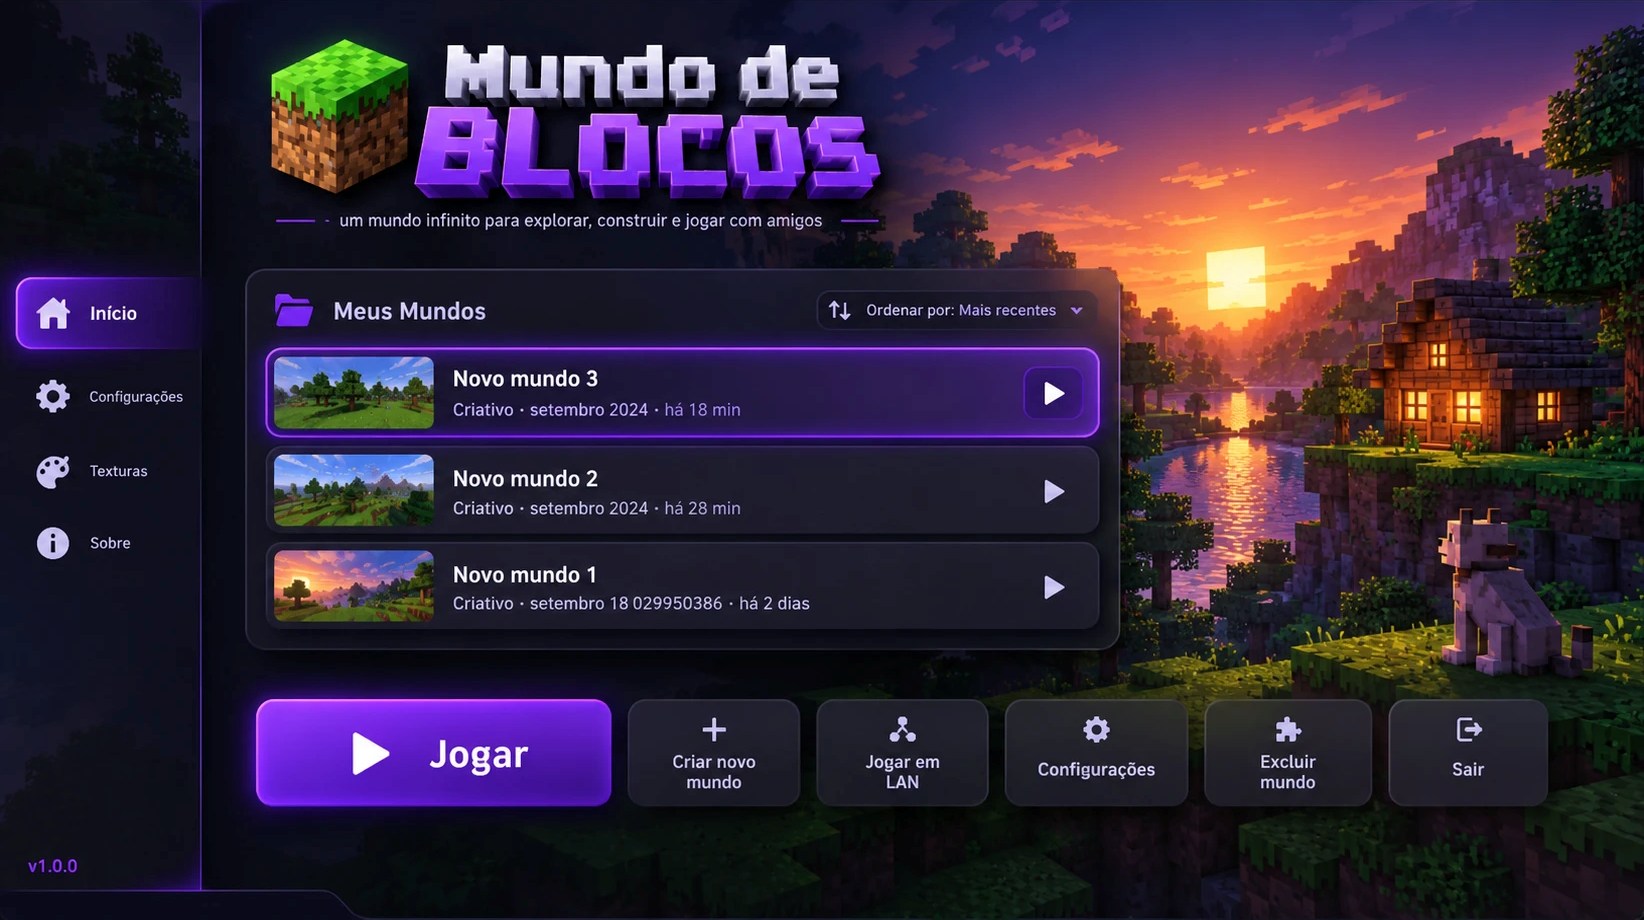 Mundo de
BLOCOS
um mundo infinito para explorar, construir e jogar com amigos
Início
Configurações
Texturas
Sobre
v1.0.0
Meus Mundos
Ordenar por: Mais recentes
Novo mundo 3
Criativo · setembro 2024 · há 18 min
Novo mundo 2
Criativo · setembro 2024 · há 28 min
Novo mundo 1
Criativo · setembro 18 029950386 · há 2 dias
Jogar
Criar novo
mundo
Jogar em
LAN
Configurações
Excluir
mundo
Sair